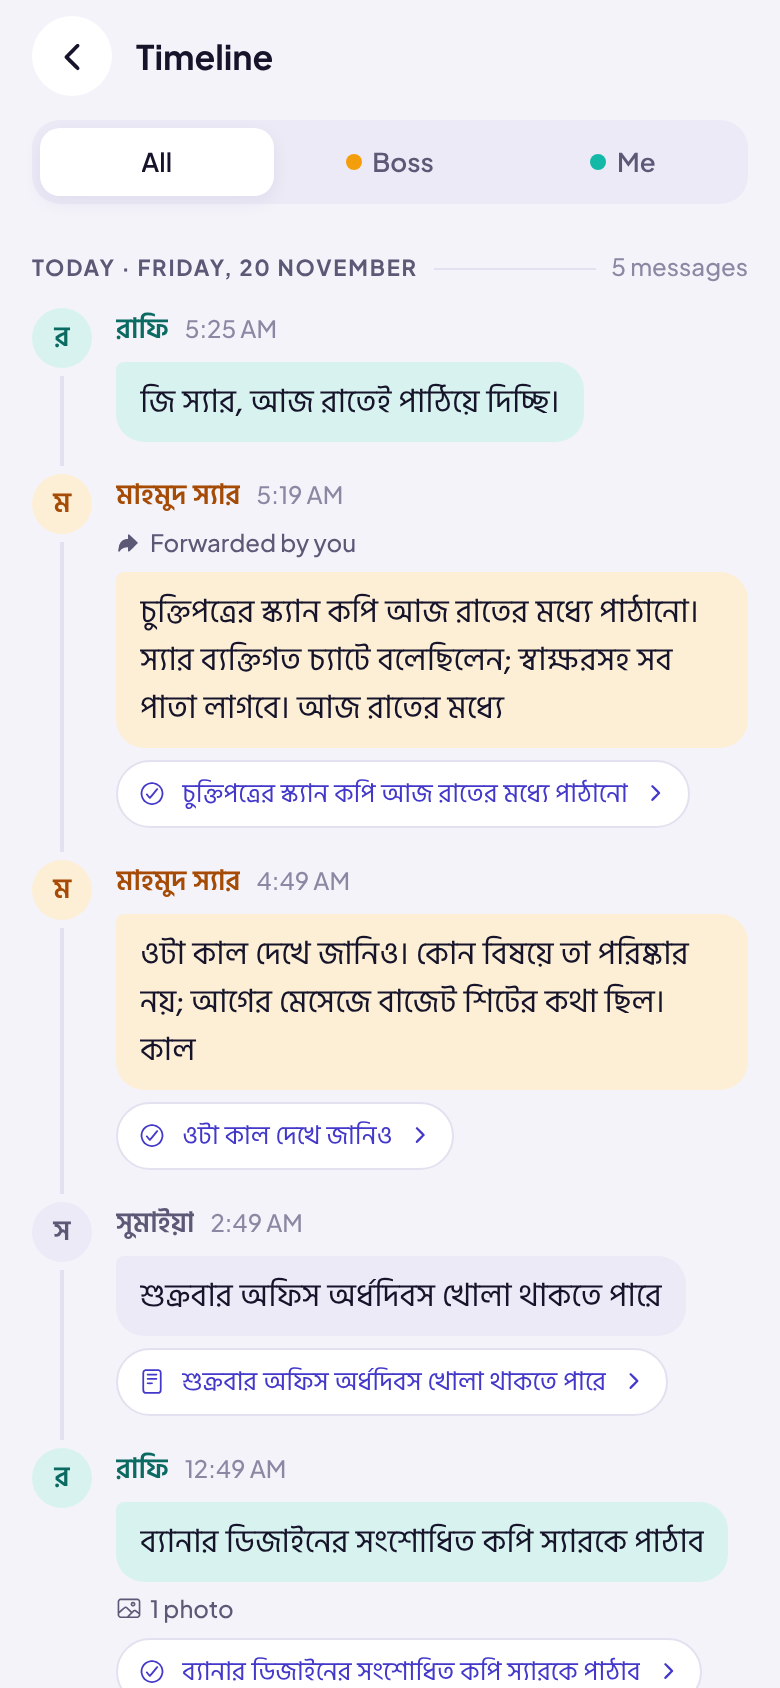 Timeline
All
Boss
Me
TODAY · FRIDAY, 20 NOVEMBER
5 messages
র
রাফি 5:25 AM
জি স্যার, আজ রাতেই পাঠিয়ে দিচ্ছি।
ম
মাহমুদ স্যার 5:19 AM
Forwarded by you
চুক্তিপত্রের স্ক্যান কপি আজ রাতের মধ্যে পাঠানো।
স্যার ব্যক্তিগত চ্যাটে বলেছিলেন; স্বাক্ষরসহ সব
পাতা লাগবে। আজ রাতের মধ্যে
চুক্তিপত্রের স্ক্যান কপি আজ রাতের মধ্যে পাঠানো
ম
মাহমুদ স্যার 4:49 AM
ওটা কাল দেখে জানিও। কোন বিষয়ে তা পরিষ্কার
নয়; আগের মেসেজে বাজেট শিটের কথা ছিল।
কাল
ওটা কাল দেখে জানিও
স
সুমাইয়া 2:49 AM
শুক্রবার অফিস অর্ধদিবস খোলা থাকতে পারে
শুক্রবার অফিস অর্ধদিবস খোলা থাকতে পারে
র
রাফি 12:49 AM
ব্যানার ডিজাইনের সংশোধিত কপি স্যারকে পাঠাব
1 photo
ব্যানার ডিজাইনের সংশোধিত কপি স্যারকে পাঠাব